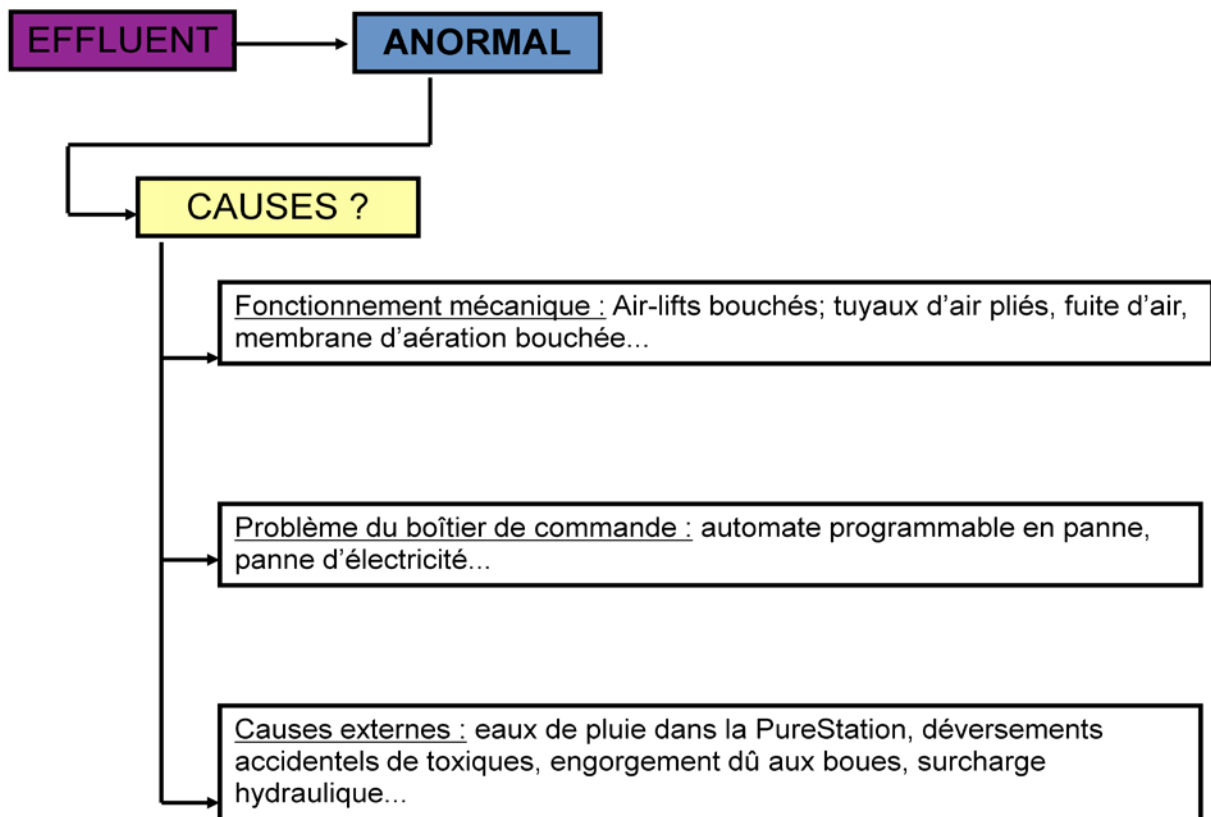 EFFLUENT
ANORMAL
CAUSES ?
Fonctionnement mécanique : Air-lifts bouchés; tuyaux d'air pliés, fuite d'air,
membrane d'aération bouchée...
Problème du boîtier de commande : automate programmable en panne,
panne d'électricité...
Causes externes : eaux de pluie dans la PureStation, déversements
accidentels de toxiques, engorgement dû aux boues, surcharge
hydraulique...